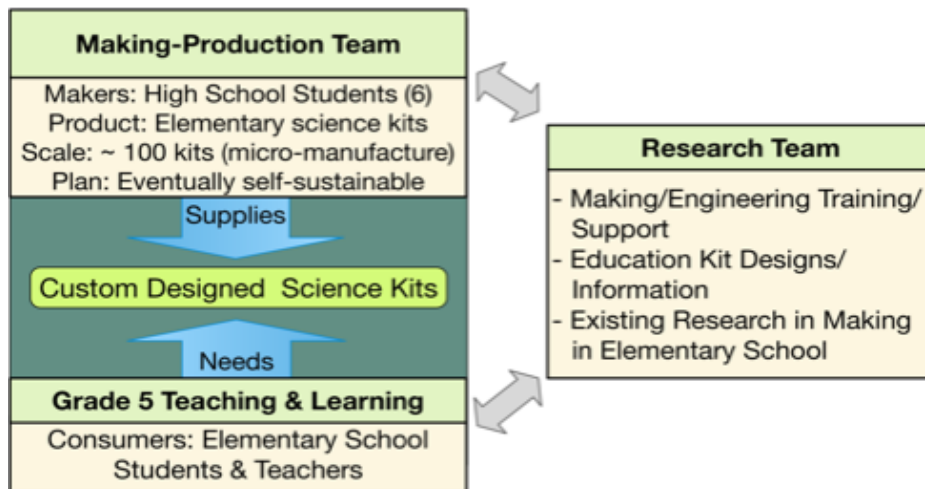 Making-Production Team
Makers: High School Students (6)
Product: Elementary science kits
Scale: ~ 100 kits (micro-manufacture)
Plan: Eventually self-sustainable
Supplies
Custom Designed Science Kits
Needs
Grade 5 Teaching & Learning
Consumers: Elementary School
Students & Teachers
Research Team
- Making/Engineering Training/
Support
- Education Kit Designs/
Information
- Existing Research in Making
in Elementary School